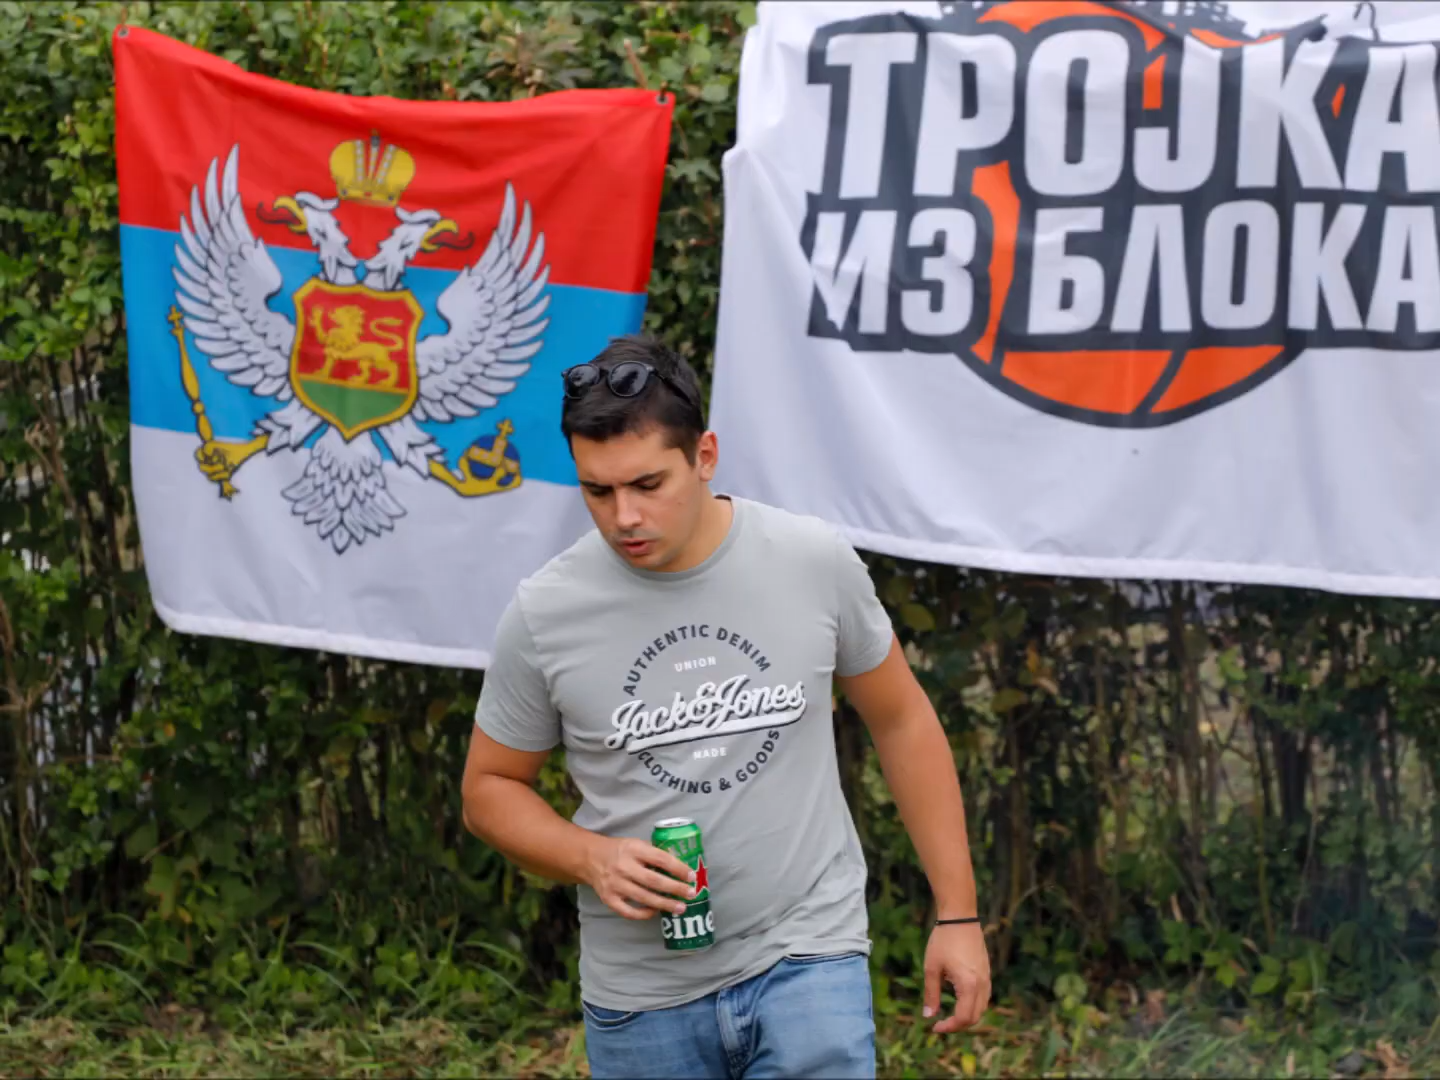 ТРОЈКА
ИЗ БЛОКА
AUTHENTIC DENIM
UNION
Jack&Jones
MADE
CLOTHING & GOODS
eine